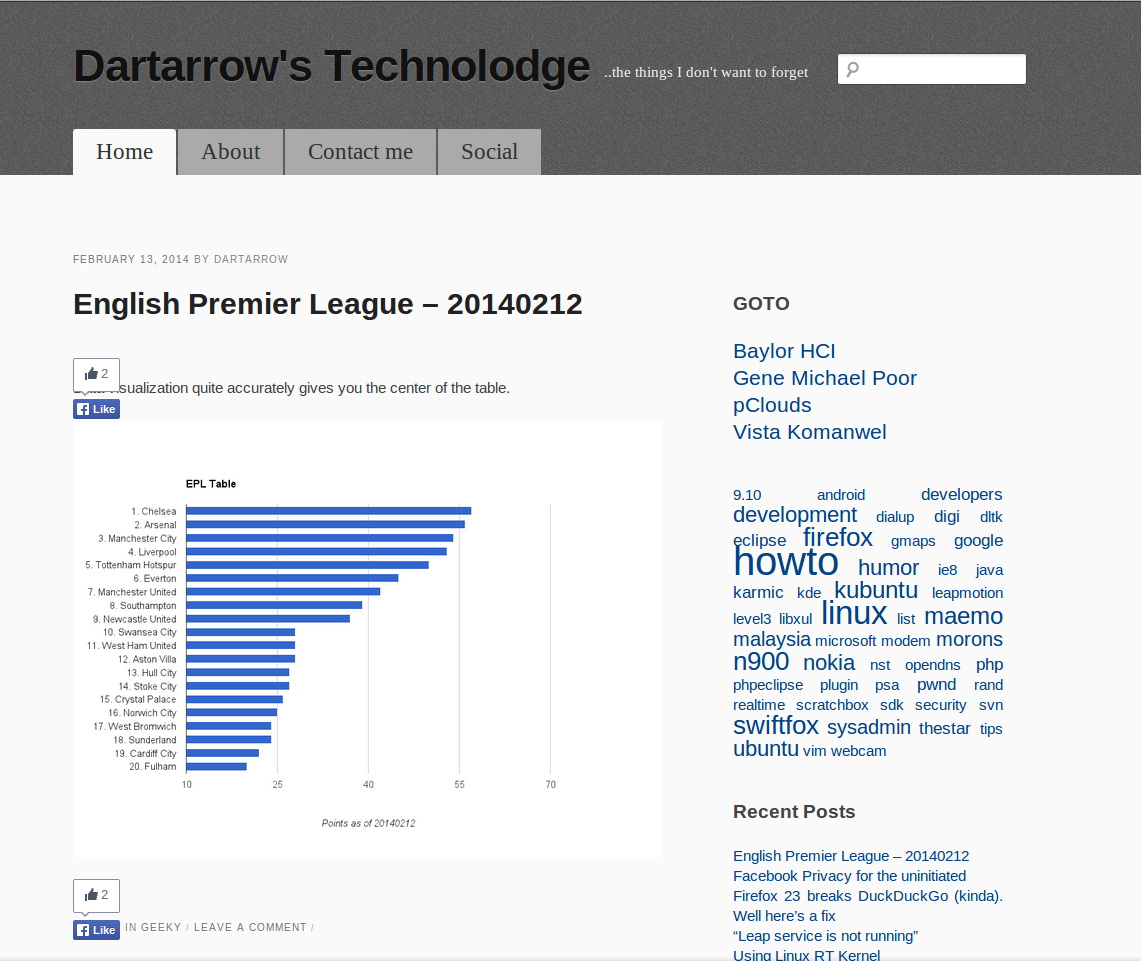 Dartarrow's Technolodge
..the things I don't want to forget
Home About Contact me Social
FEBRUARY 13, 2014 BY DARTARROW
English Premier League – 20140212
2
Like
quite accurately gives you the center of the table.
EPL Table
1. Chelsea
2. Arsenal
3. Manchester City
4. Liverpool
5. Tottenham Hotspur
6. Everton
7. Manchester United
8. Southampton
9. Newcastle United
10. Swansea City
11. West Ham United
12. Aston Villa
13. Hull City
14. Stoke City
15. Crystal Palace
16. Norwich City
17. West Bromwich
18. Sunderland
19. Cardiff City
20. Fulham
10 25 40 55 70
Points as of 20140212
2
Like
IN GEEKY / LEAVE A COMMENT /
GOTO
Baylor HCI
Gene Michael Poor
pClouds
Vista Komanwel
9.10 android developers
development dialup digi dltk
eclipse firefox gmaps google
howto humor ie8 java
karmic kde kubuntu leapmotion
level3 libxul linux list maemo
malaysia microsoft modem morons
n900 nokia nst opendns php
phpeclipse plugin psa pwnd rand
realtime scratchbox sdk security svn
swiftfox sysadmin thestar tips
ubuntu vim webcam
Recent Posts
English Premier League – 20140212
Facebook Privacy for the uninitiated
Firefox 23 breaks DuckDuckGo (kinda).
Well here's a fix
“Leap service is not running”
Using Linux RT Kernel